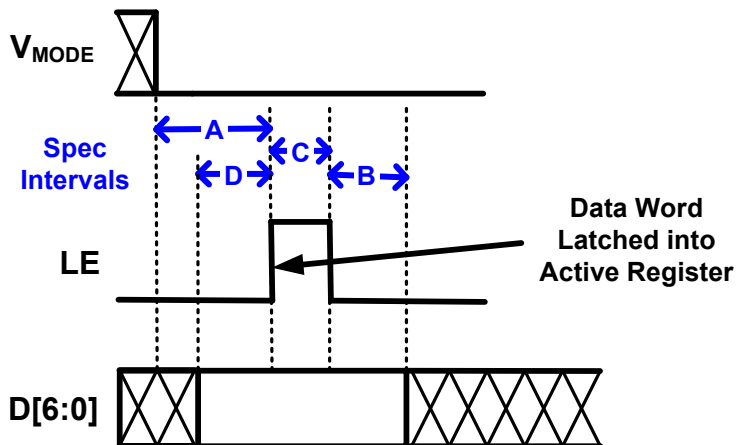 VMODE
A
Spec
Intervals
C
D
B
LE
Data Word
Latched into
Active Register
D[6:0]